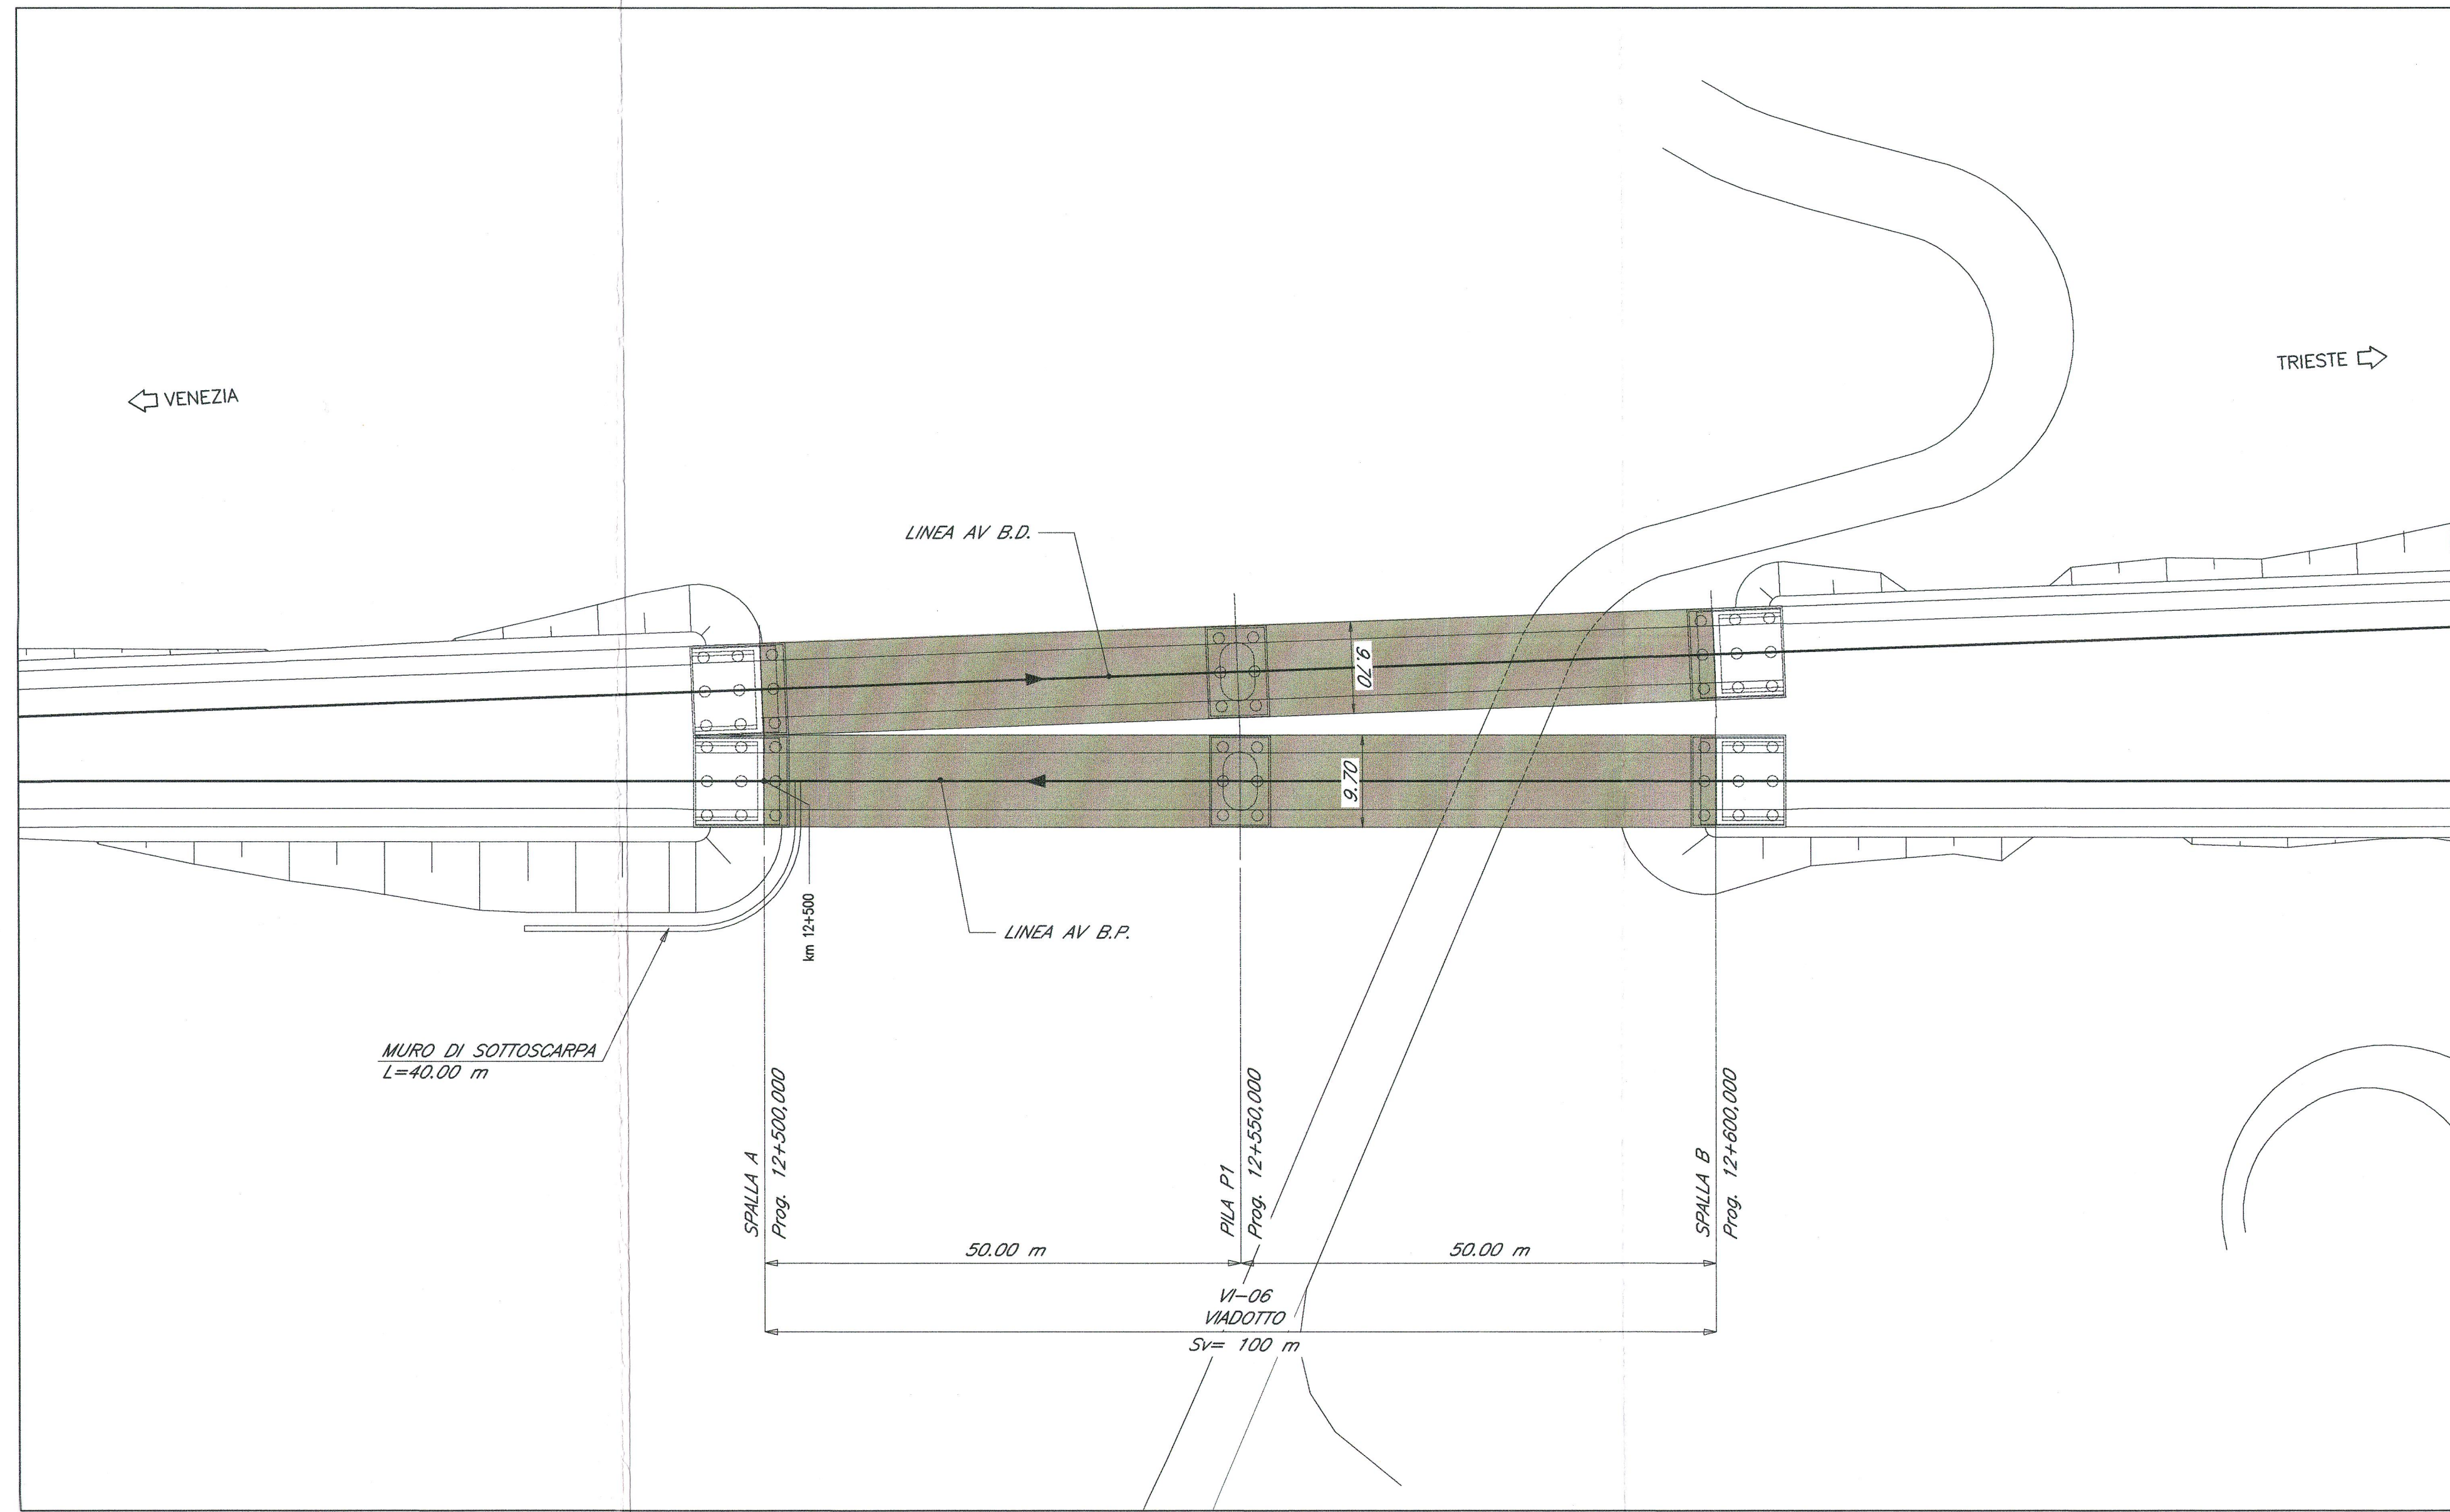 VENEZIA
TRIESTE
LINEA AV B.D.
9.70
9.70
km 12+500
LINEA AV B.P.
MURO DI SOTTOSCARPA
L=40.00 m
SPALLA A
Prog. 12+500,000
PILA P1
Prog. 12+550,000
SPALLA B
Prog. 12+600,000
50.00 m
50.00 m
VI-06
VIADOTTO
Sv= 100 m